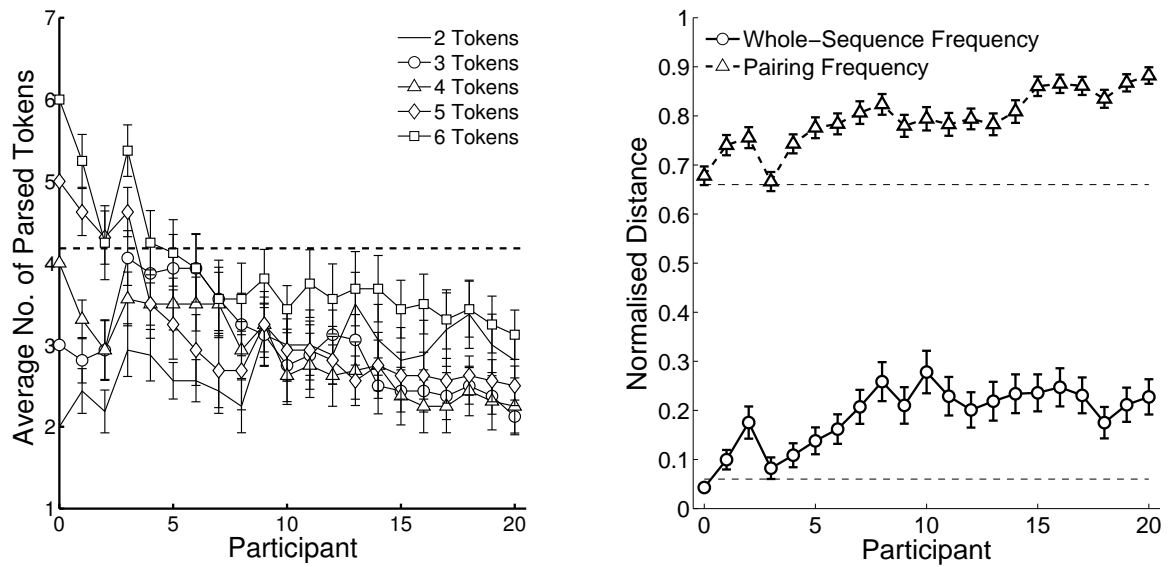 7
6
5
4
3
2
1
0
5
10
15
20
Average No. of Parsed Tokens
Participant
2 Tokens
3 Tokens
4 Tokens
5 Tokens
6 Tokens
1
0.9
0.8
0.7
0.6
0.5
0.4
0.3
0.2
0.1
0
0
5
10
15
20
Normalised Distance
Participant
Whole−Sequence Frequency
Pairing Frequency